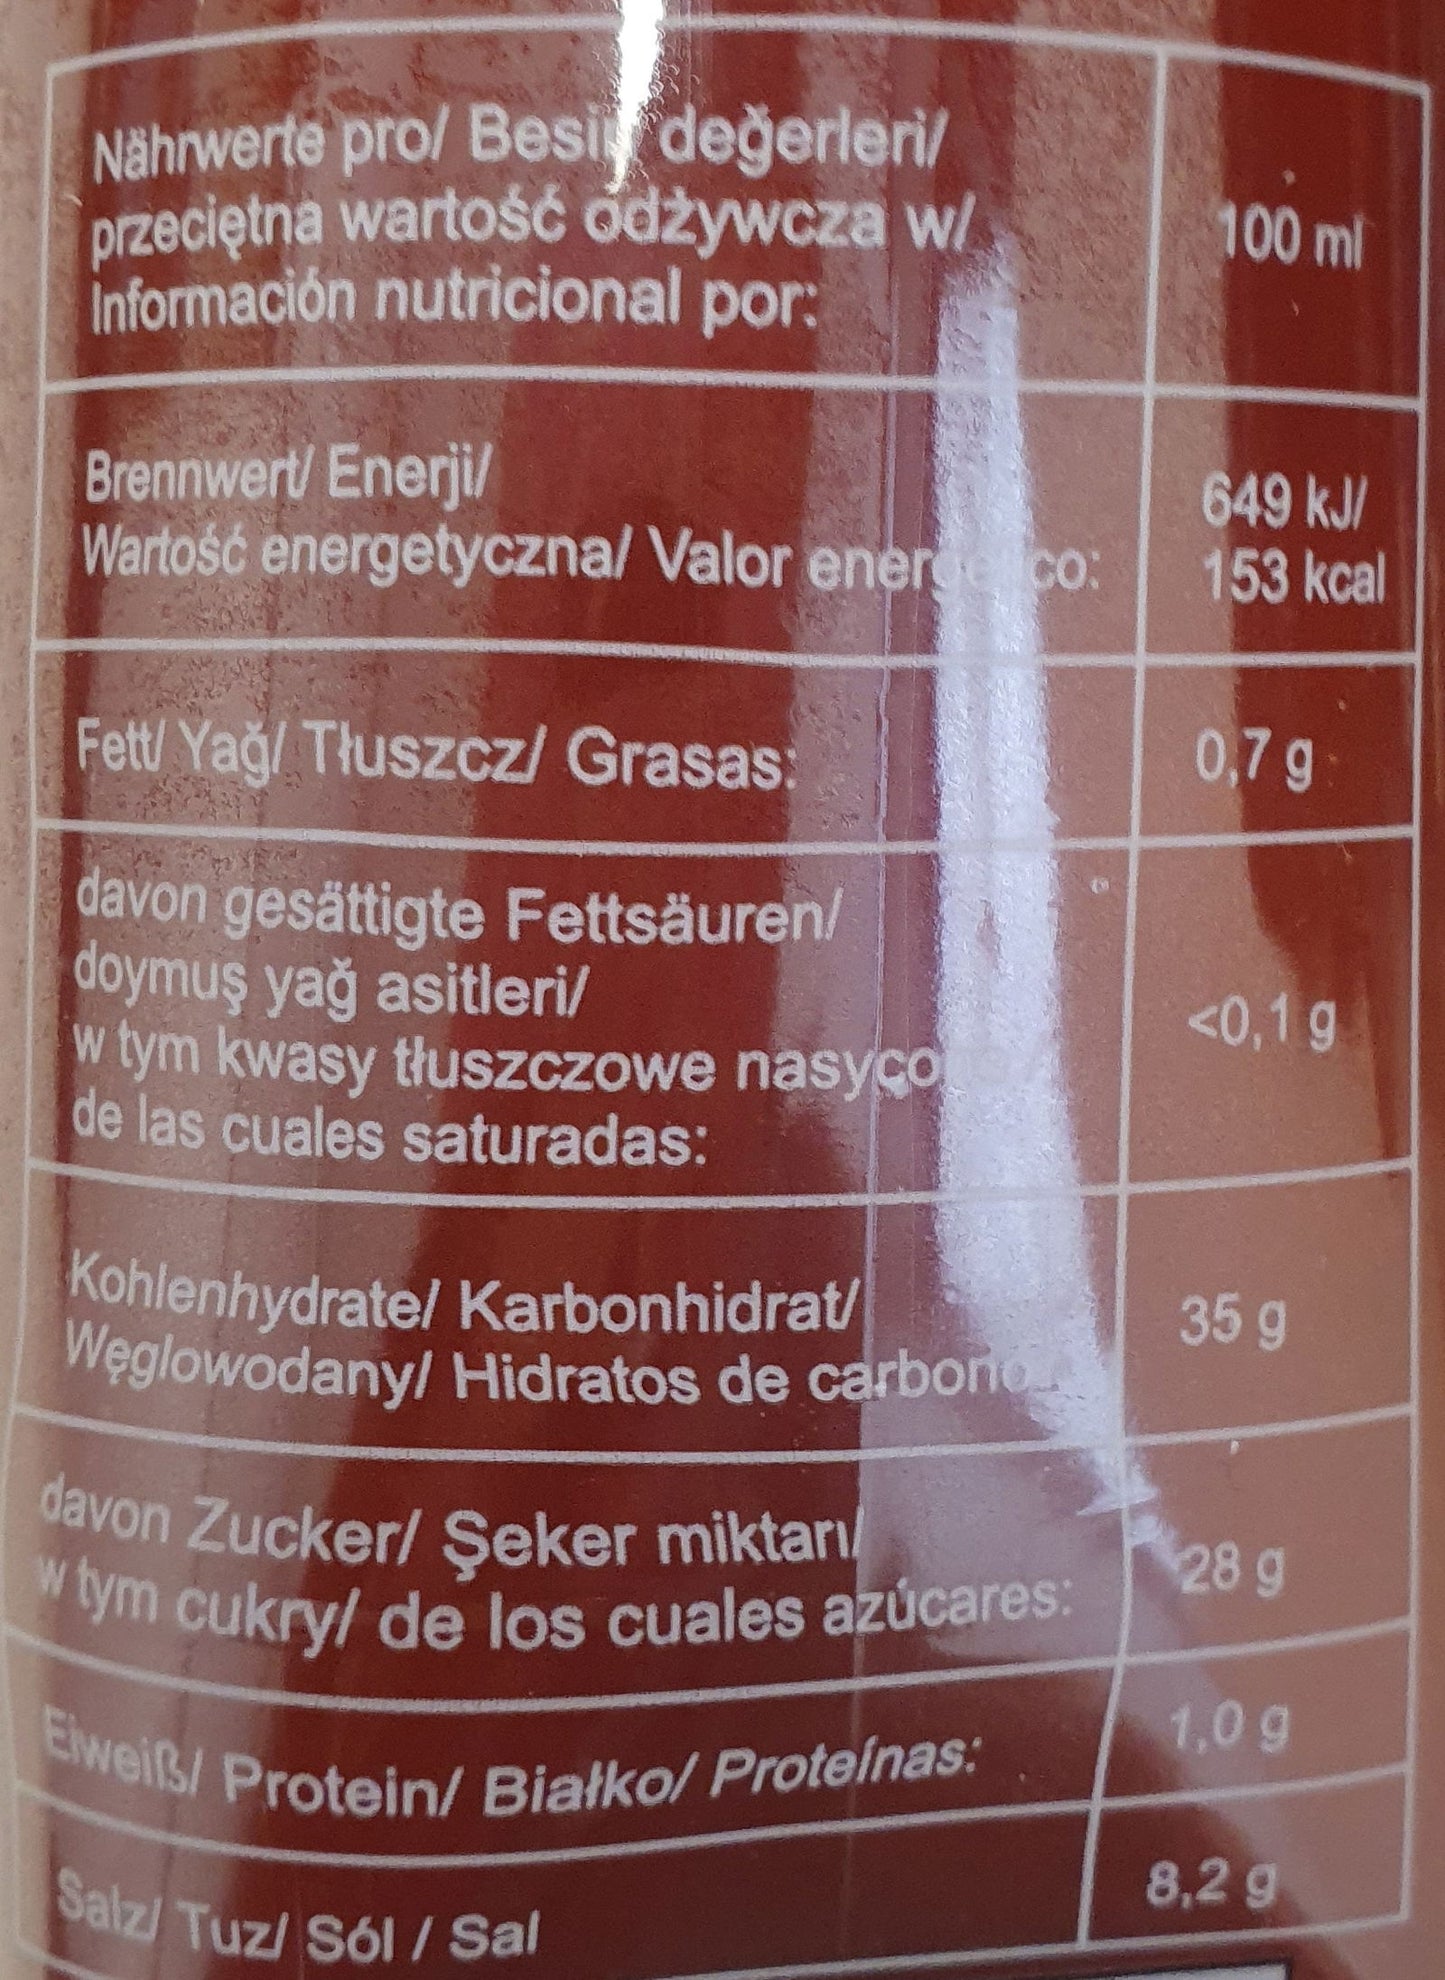 Nährwerte pro/ Besin değerleri/
przeciętna wartość odżywcza w/
Información nutricional por:
100 ml
Brennwert/ Enerji/
Wartość energetyczna/ Valor energético:
649 kJ/
153 kcal
Fett/ Yağ/ Tłuszcz/ Grasas:
0,7 g
davon gesättigte Fettsäuren/
doymuş yağ asitleri/
w tym kwasy tłuszczowe
de las cuales saturadas:
<0,1 g
Kohlenhydrate/ Karbonhidrat/
Węglowodany/ Hidratos de carbono
35 g
davon Zucker/ Şeker miktarı/
w tym cukry/ de los cuales azúcares:
28 g
Eiweiß/ Protein/ Białko/ Proteínas:
1,0 g
Salz/ Tuz/ Sól / Sal
8,2 g